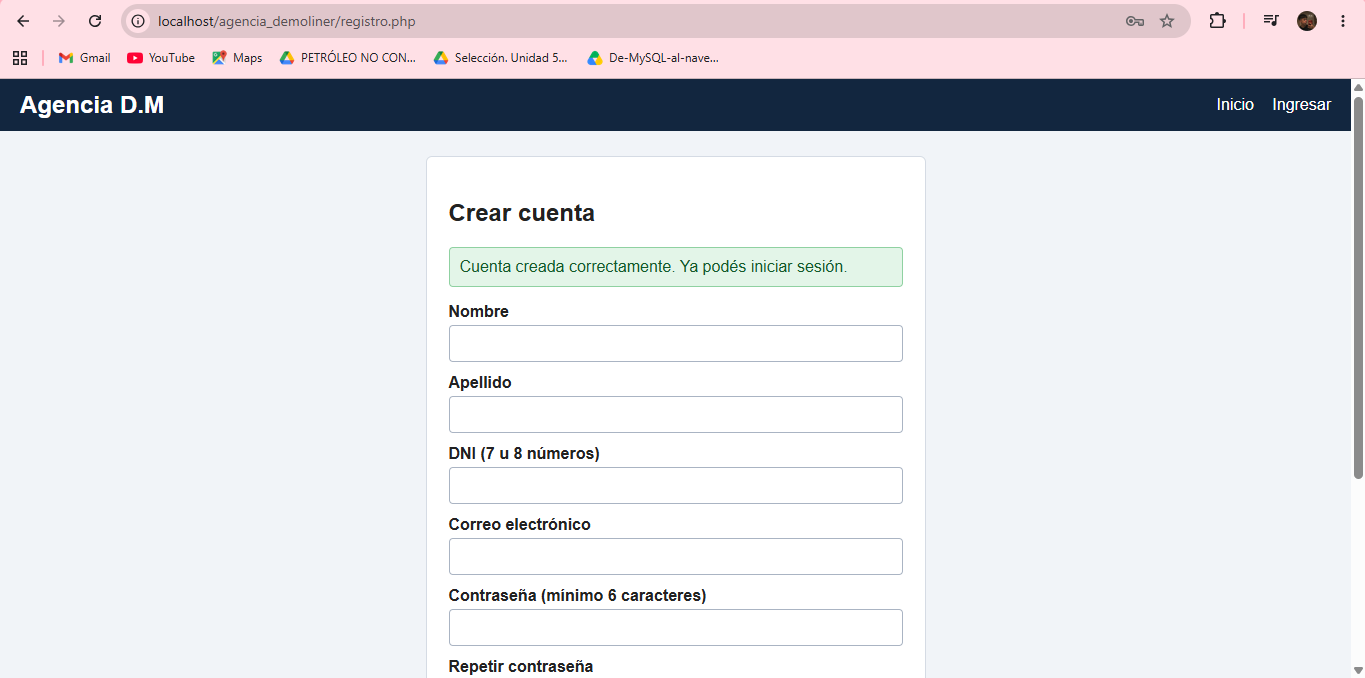 localhost/agencia_demoliner/registro.php
Gmail YouTube Maps PETRÓLEO NO CON... Selección. Unidad 5... De-MySQL-al-nave...
Agencia D.M Inicio Ingresar
Crear cuenta
Cuenta creada correctamente. Ya podés iniciar sesión.
Nombre
Apellido
DNI (7 u 8 números)
Correo electrónico
Contraseña (mínimo 6 caracteres)
Repetir contraseña